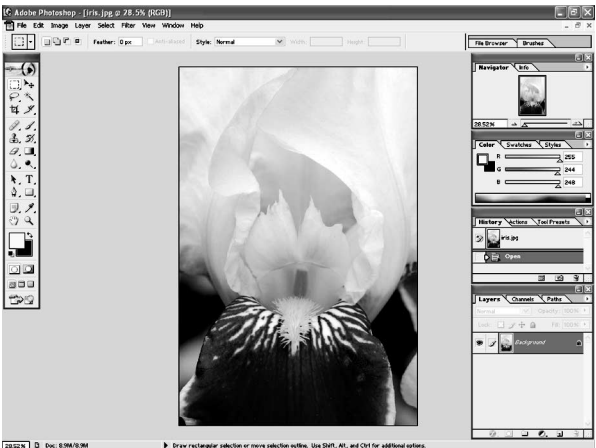 Adobe Photoshop - [iris.jpg @ 28.5% (RGB)]
File Edit Image Layer Select Filter View Window Help
Feather: 0 px Anti-aliased Style: Normal Width: Height:
File Browser Brushes
Navigator Info
28.52%
Color Swatches Styles
R 255
G 244
B 248
History Actions Tool Presets
iris.jpg
Open
Layers Channels Paths
Normal Opacity: 100%
Lock: Fill: 100%
Background
28.52% Doc: 8.9M/8.9M Draw rectangular selection or move selection outline. Use Shift, Alt, and Ctrl for additional options.